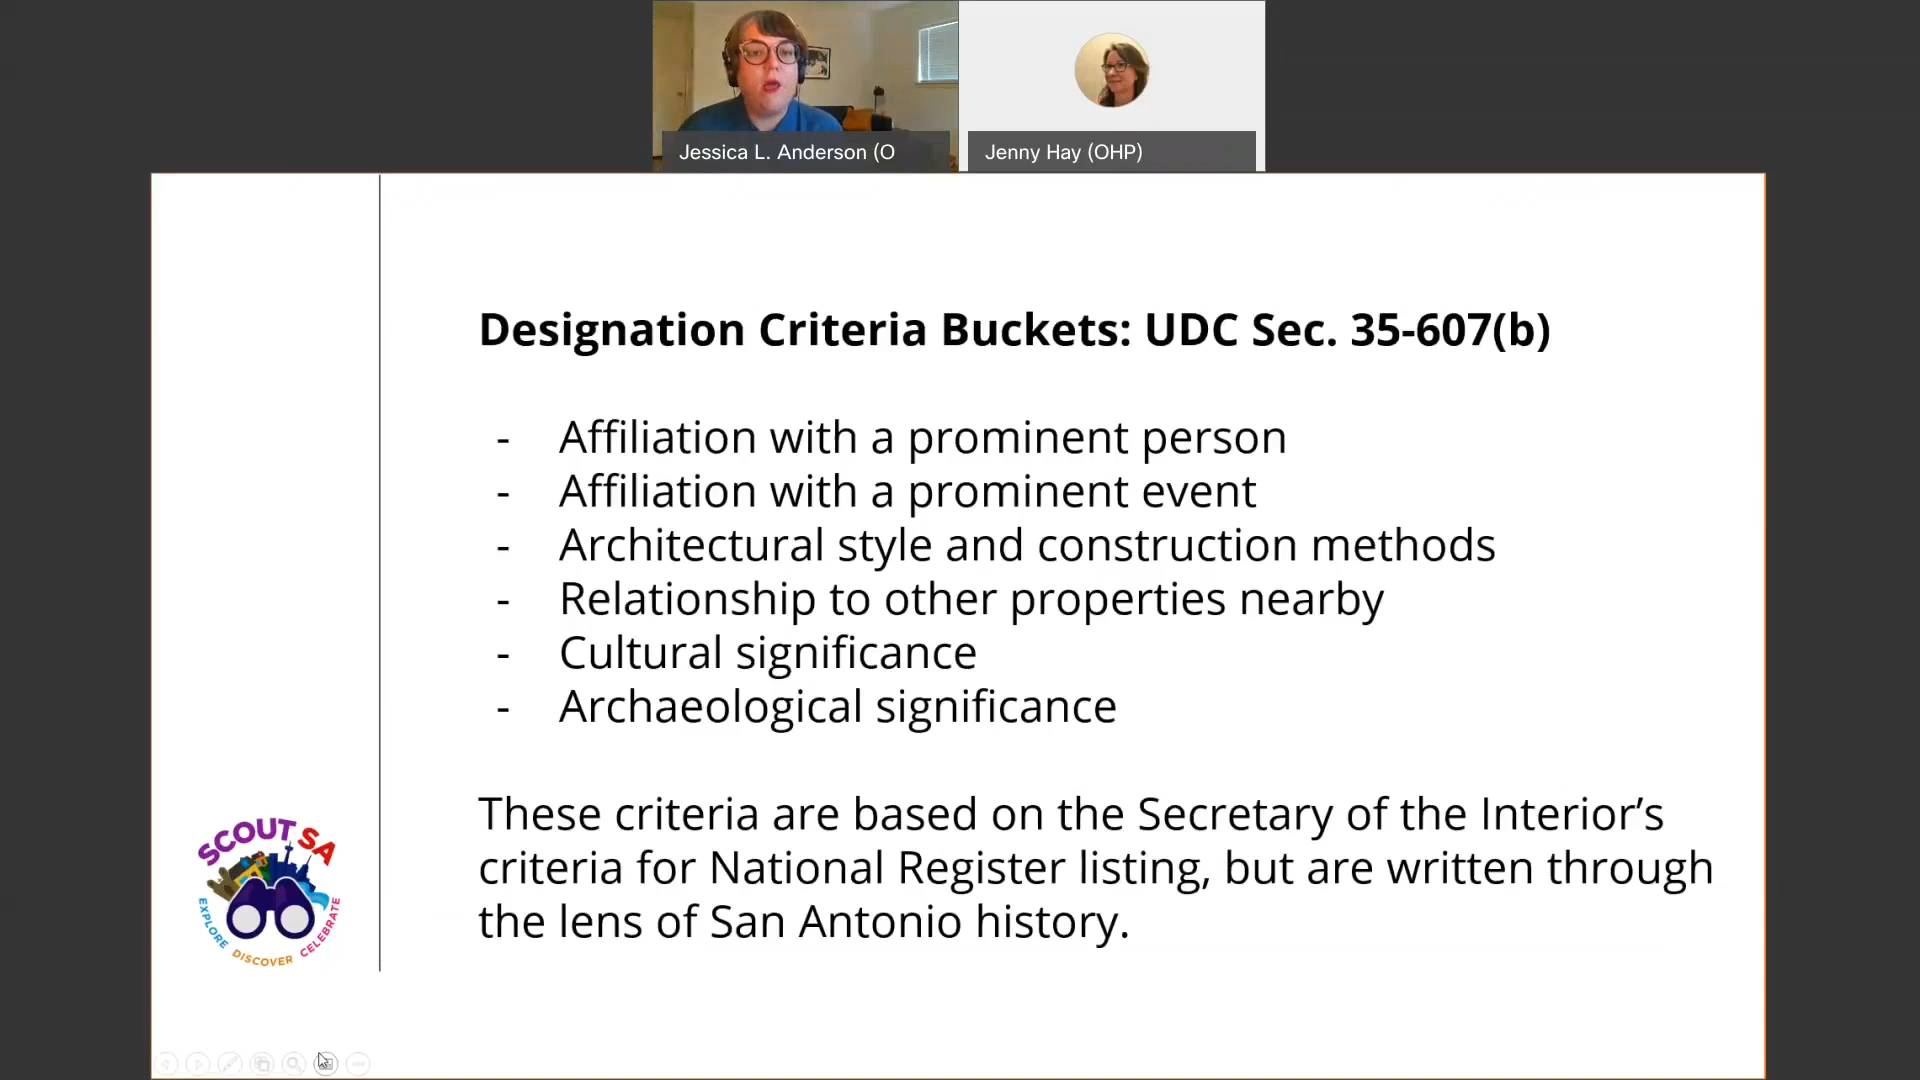 Jessica L. Anderson (O
Jenny Hay (OHP)
Designation Criteria Buckets: UDC Sec. 35-607(b)
- Affiliation with a prominent person
- Affiliation with a prominent event
- Architectural style and construction methods
- Relationship to other properties nearby
- Cultural significance
- Archaeological significance
These criteria are based on the Secretary of the Interior’s
criteria for National Register listing, but are written through
the lens of San Antonio history.
SCOUT SA
EXPLORE DISCOVER CELEBRATE